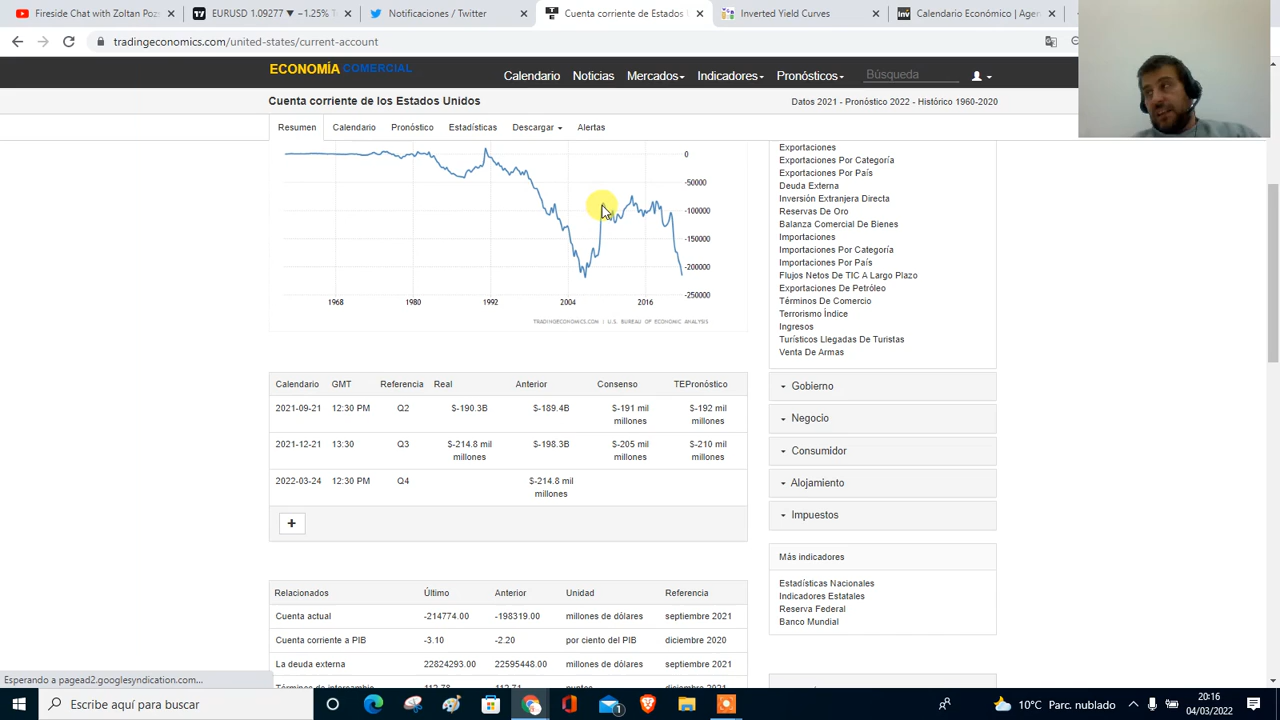 Fireside Chat with Zoltan Pozs
EURUSD 1.09277 ▼ −1.25% T
Notificaciones / Twitter
Cuenta corriente de Estados U
Inverted Yield Curves
Calendario Económico | Agen
tradingeconomics.com/united-states/current-account
ECONOMÍA COMERCIAL
Calendario Noticias Mercados Indicadores Pronósticos Búsqueda
Cuenta corriente de los Estados Unidos
Datos 2021 - Pronóstico 2022 - Histórico 1960-2020
Resumen Calendario Pronóstico Estadísticas Descargar Alertas
0
-50000
-100000
-150000
-200000
-250000
1968 1980 1992 2004 2016
TRADINGECONOMICS.COM | U.S. BUREAU OF ECONOMIC ANALYSIS
Calendario GMT Referencia Real Anterior Consenso TEPronóstico
2021-09-21 12:30 PM Q2 $-190.3B $-189.4B $-191 mil millones $-192 mil millones
2021-12-21 13:30 Q3 $-214.8 mil millones $-198.3B $-205 mil millones $-210 mil millones
2022-03-24 12:30 PM Q4 $-214.8 mil millones
+
Relacionados Último Anterior Unidad Referencia
Cuenta actual -214774.00 -198319.00 millones de dólares septiembre 2021
Cuenta corriente a PIB -3.10 -2.20 por ciento del PIB diciembre 2020
La deuda externa 22824293.00 22595448.00 millones de dólares septiembre 2021
Términos de intercambio 112.78 112.71 puntos
Exportaciones
Exportaciones Por Categoría
Exportaciones Por País
Deuda Externa
Inversión Extranjera Directa
Reservas De Oro
Balanza Comercial De Bienes
Importaciones
Importaciones Por Categoría
Importaciones Por País
Flujos Netos De TIC A Largo Plazo
Exportaciones De Petróleo
Términos De Comercio
Terrorismo Índice
Ingresos
Turísticos Llegadas De Turistas
Venta De Armas
Gobierno
Negocio
Consumidor
Alojamiento
Impuestos
Más indicadores
Estadísticas Nacionales
Indicadores Estatales
Reserva Federal
Banco Mundial
Esperando a pagead2.googlesyndication.com...
Escribe aquí para buscar
1
10°C Parc. nublado
20:16
04/03/2022